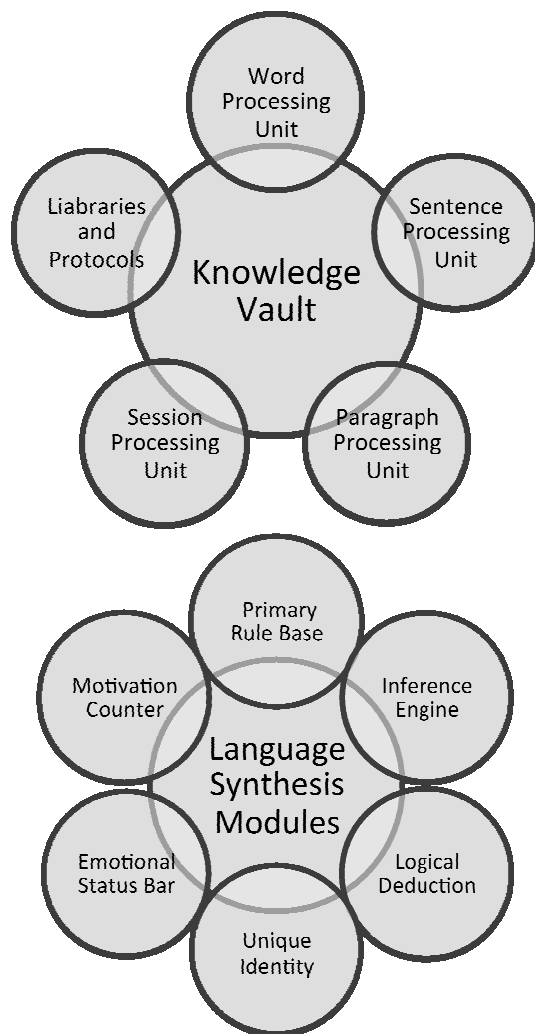 Word
Processing
Unit
Liabraries
and
Protocols
Sentence
Processing
Unit
Knowledge
Vault
Session
Processing
Unit
Paragraph
Processing
Unit
Primary
Rule Base
Motivation
Counter
Inference
Engine
Language
Synthesis
Modules
Emotional
Status Bar
Logical
Deduction
Unique
Identity